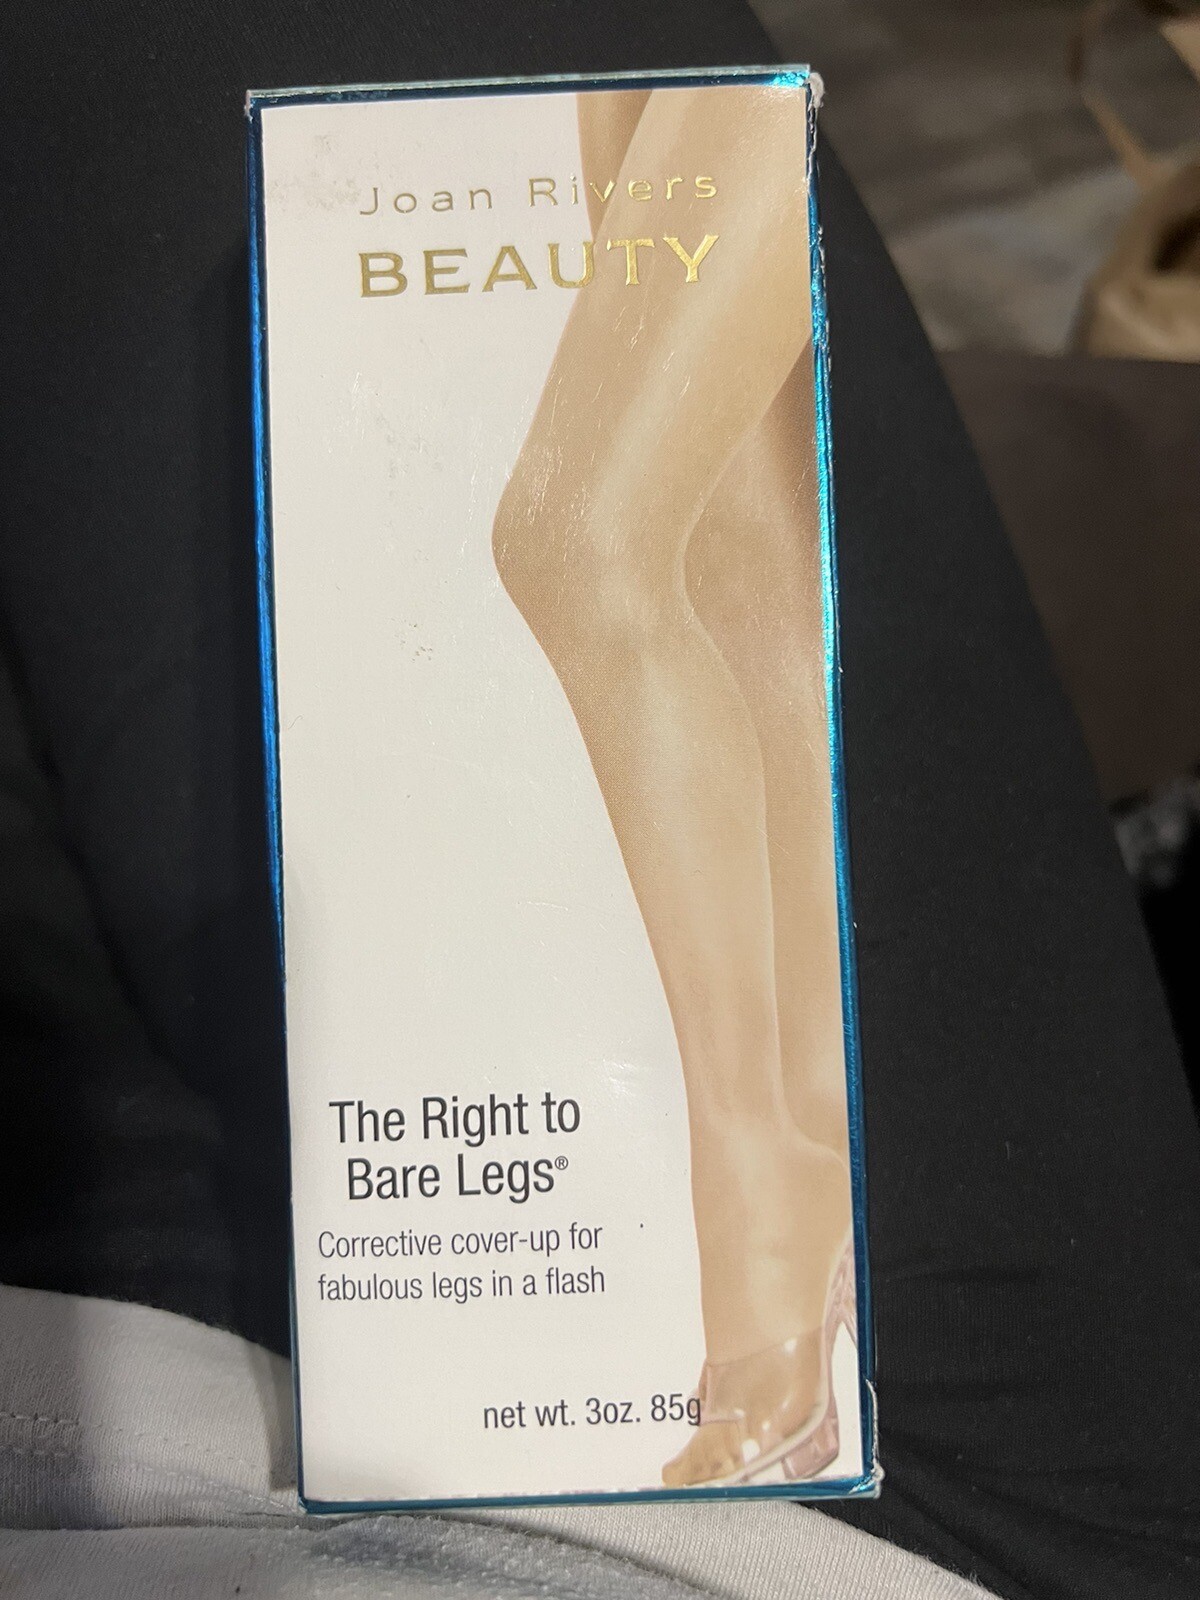 Joan Rivers
BEAUTY
The Right to
Bare Legs®
Corrective cover-up for
fabulous legs in a flash
net wt. 3oz. 85g